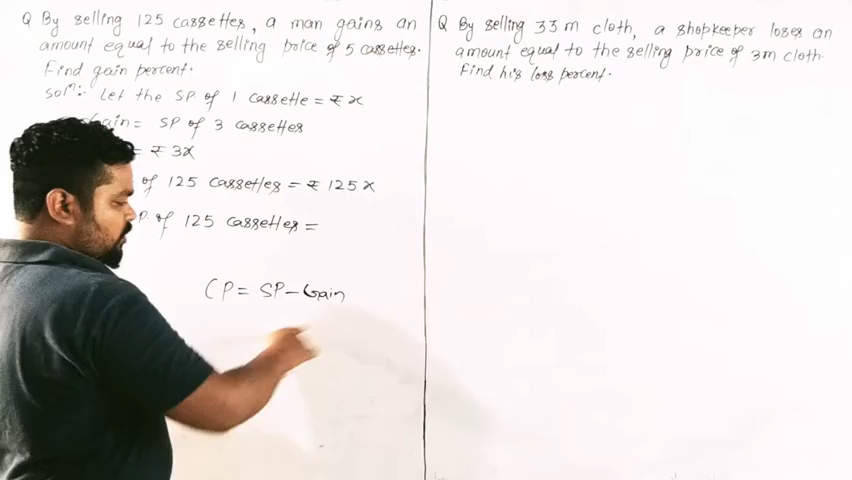 Q By selling 125 cassettes, a man gains an
amount equal to the selling price of 5 cassettes.
Find gain percent.
Solⁿ:- Let the SP of 1 cassette = ₹ x
= SP of 3 cassettes
= ₹ 3x
of 125 cassettes = ₹ 125x
of 125 cassettes =
CP = SP - Gain
Q By selling 33 m cloth, a shopkeeper loses an
amount equal to the selling price of 3m cloth.
Find his loss percent.